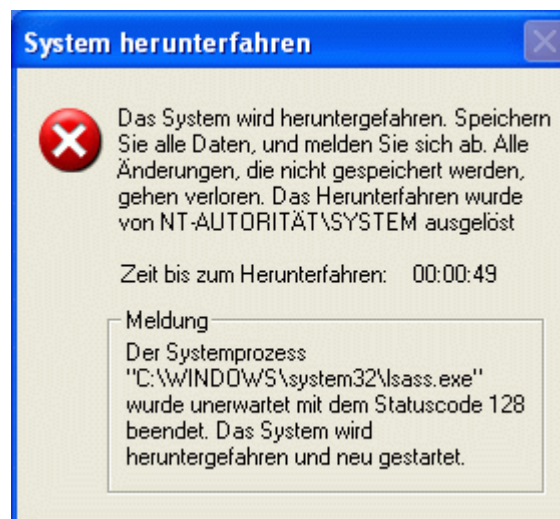 System herunterfahren
Das System wird heruntergefahren. Speichern
Sie alle Daten, und melden Sie sich ab. Alle
Änderungen, die nicht gespeichert werden,
gehen verloren. Das Herunterfahren wurde
von NT-AUTORITÄT\SYSTEM ausgelöst
Zeit bis zum Herunterfahren: 00:00:49
Meldung
Der Systemprozess
"C:\WINDOWS\system32\lsass.exe"
wurde unerwartet mit dem Statuscode 128
beendet. Das System wird
heruntergefahren und neu gestartet.